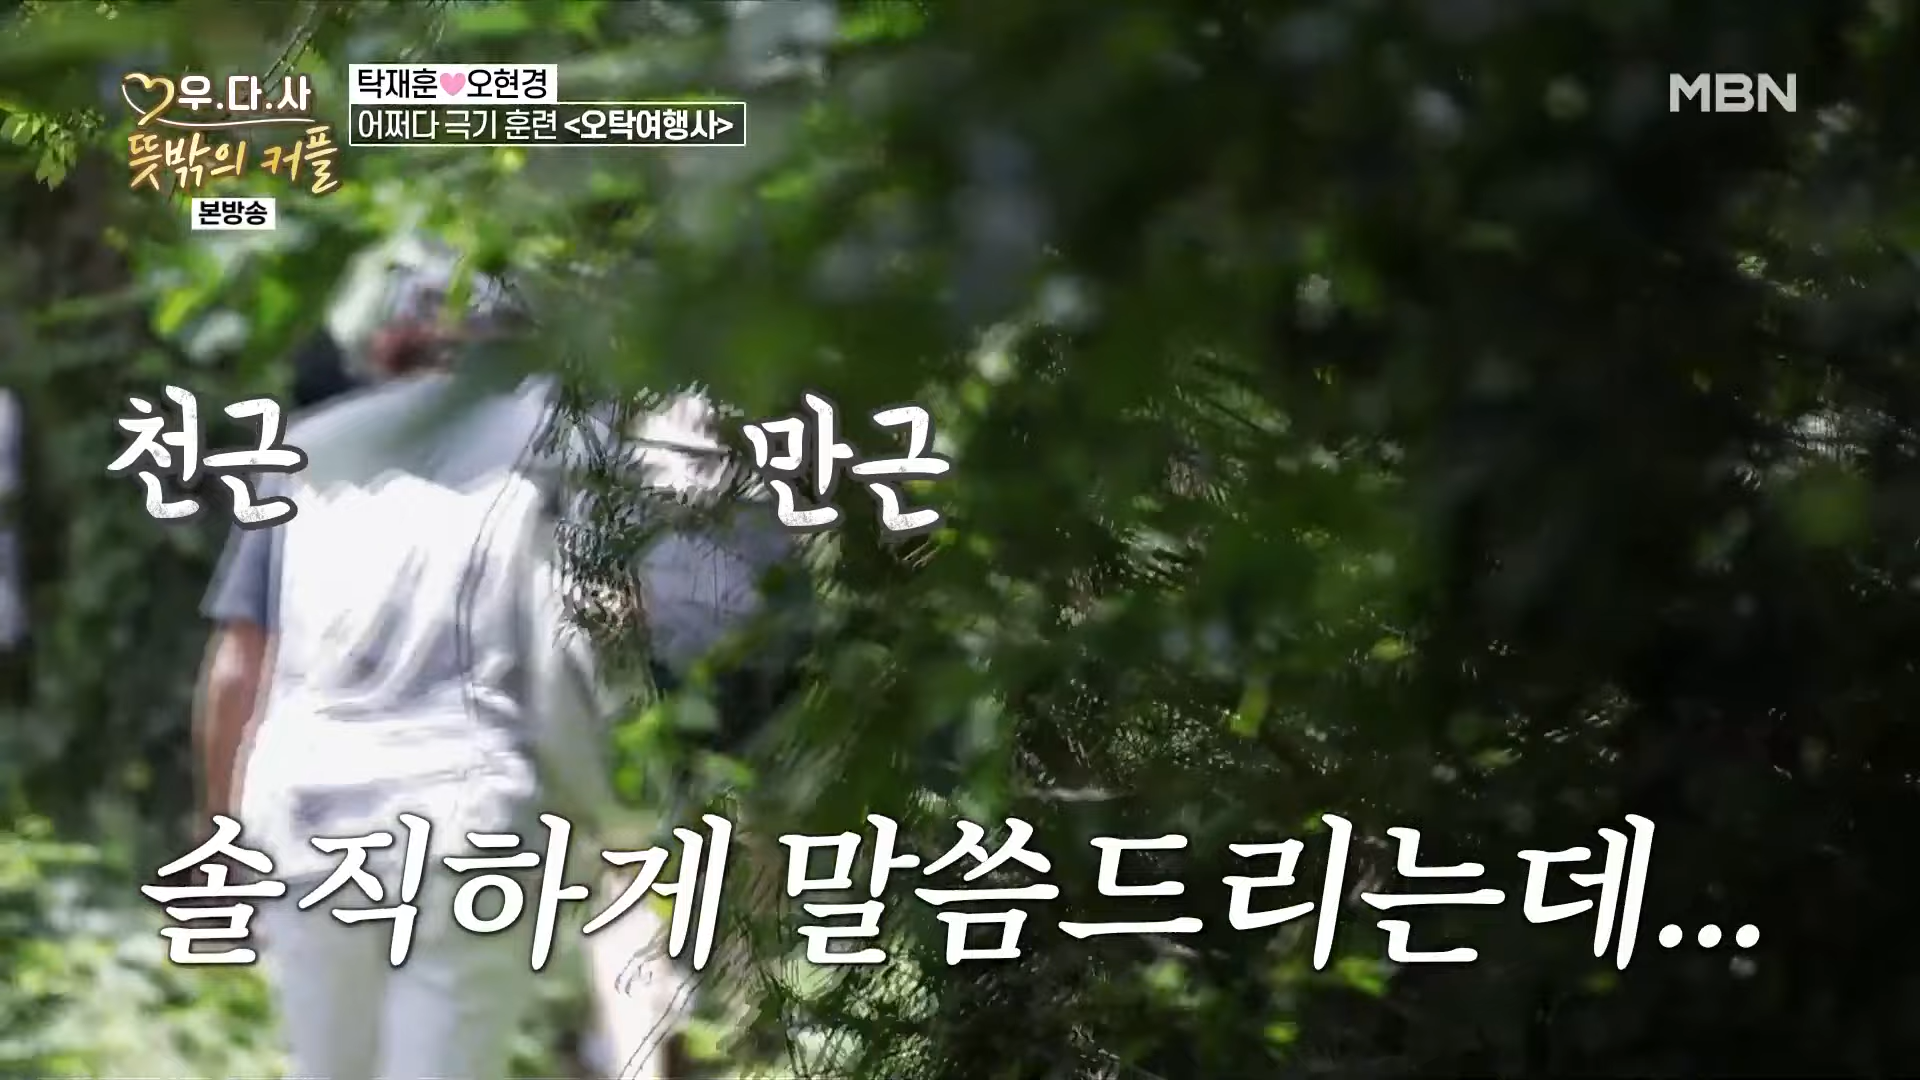 우.다.사
뜻밖의 커플
본방송
탁재훈♥오현경
어쩌다 극기 훈련 <오탁여행사>
MBN
천근 만근
솔직하게 말씀드리는데...